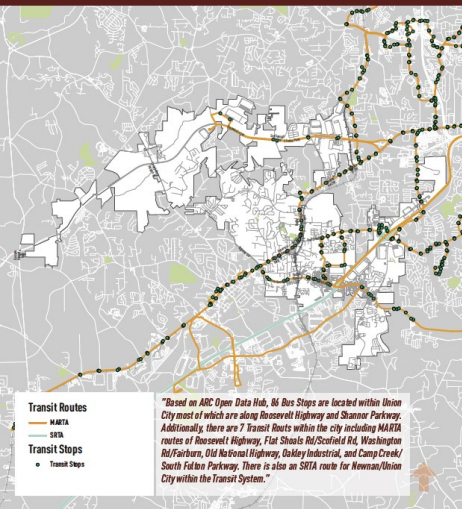 Transit Routes
MARTA
SRTA
Transit Stops
Transit Stops
"Based on ARC Open Data Hub, 86 Bus Stops are located within Union
City most of which are along Roosevelt Highway and Shannor Parkway.
Additionally, there are 7 Transit Routs within the city including MARTA
routes of Roosevelt Highway, Flat Shoals Rd/Scofield Rd, Washington
Rd/Fairburn, Old National Highway, Oakley Industrial, and Camp Creek/
South Fulton Parkway. There is also an SRTA route for Newnan/Union
City within the Transit System."